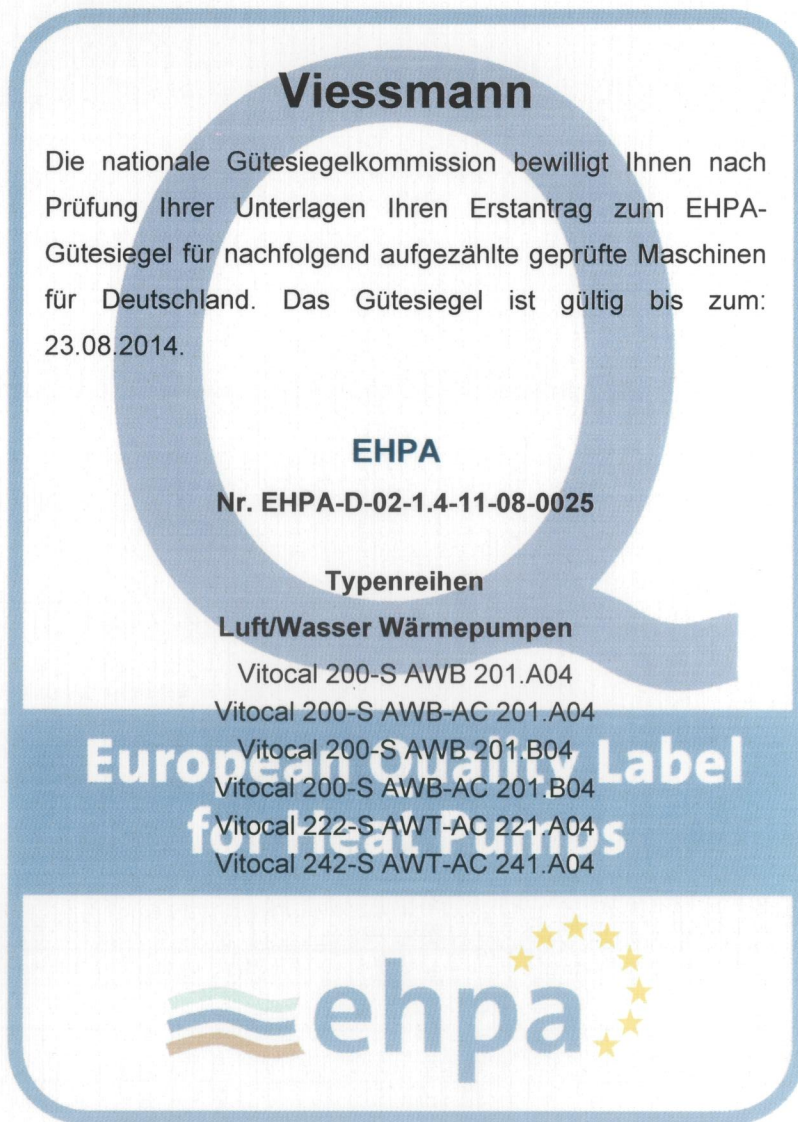 Viessmann
Die nationale Gütesiegelkommission bewilligt Ihnen nach
Prüfung Ihrer Unterlagen Ihren Erstantrag zum EHPA-
Gütesiegel für nachfolgend aufgezählte geprüfte Maschinen
für Deutschland. Das Gütesiegel ist gültig bis zum:
23.08.2014.
EHPA
Nr. EHPA-D-02-1.4-11-08-0025
Typenreihen
Luft/Wasser Wärmepumpen
Vitocal 200-S AWB 201.A04
Vitocal 200-S AWB-AC 201.A04
Vitocal 200-S AWB 201.B04
Vitocal 200-S AWB-AC 201.B04
Vitocal 222-S AWT-AC 221.A04
Vitocal 242-S AWT-AC 241.A04
European Quality Label
for Heat Pumps
ehpa